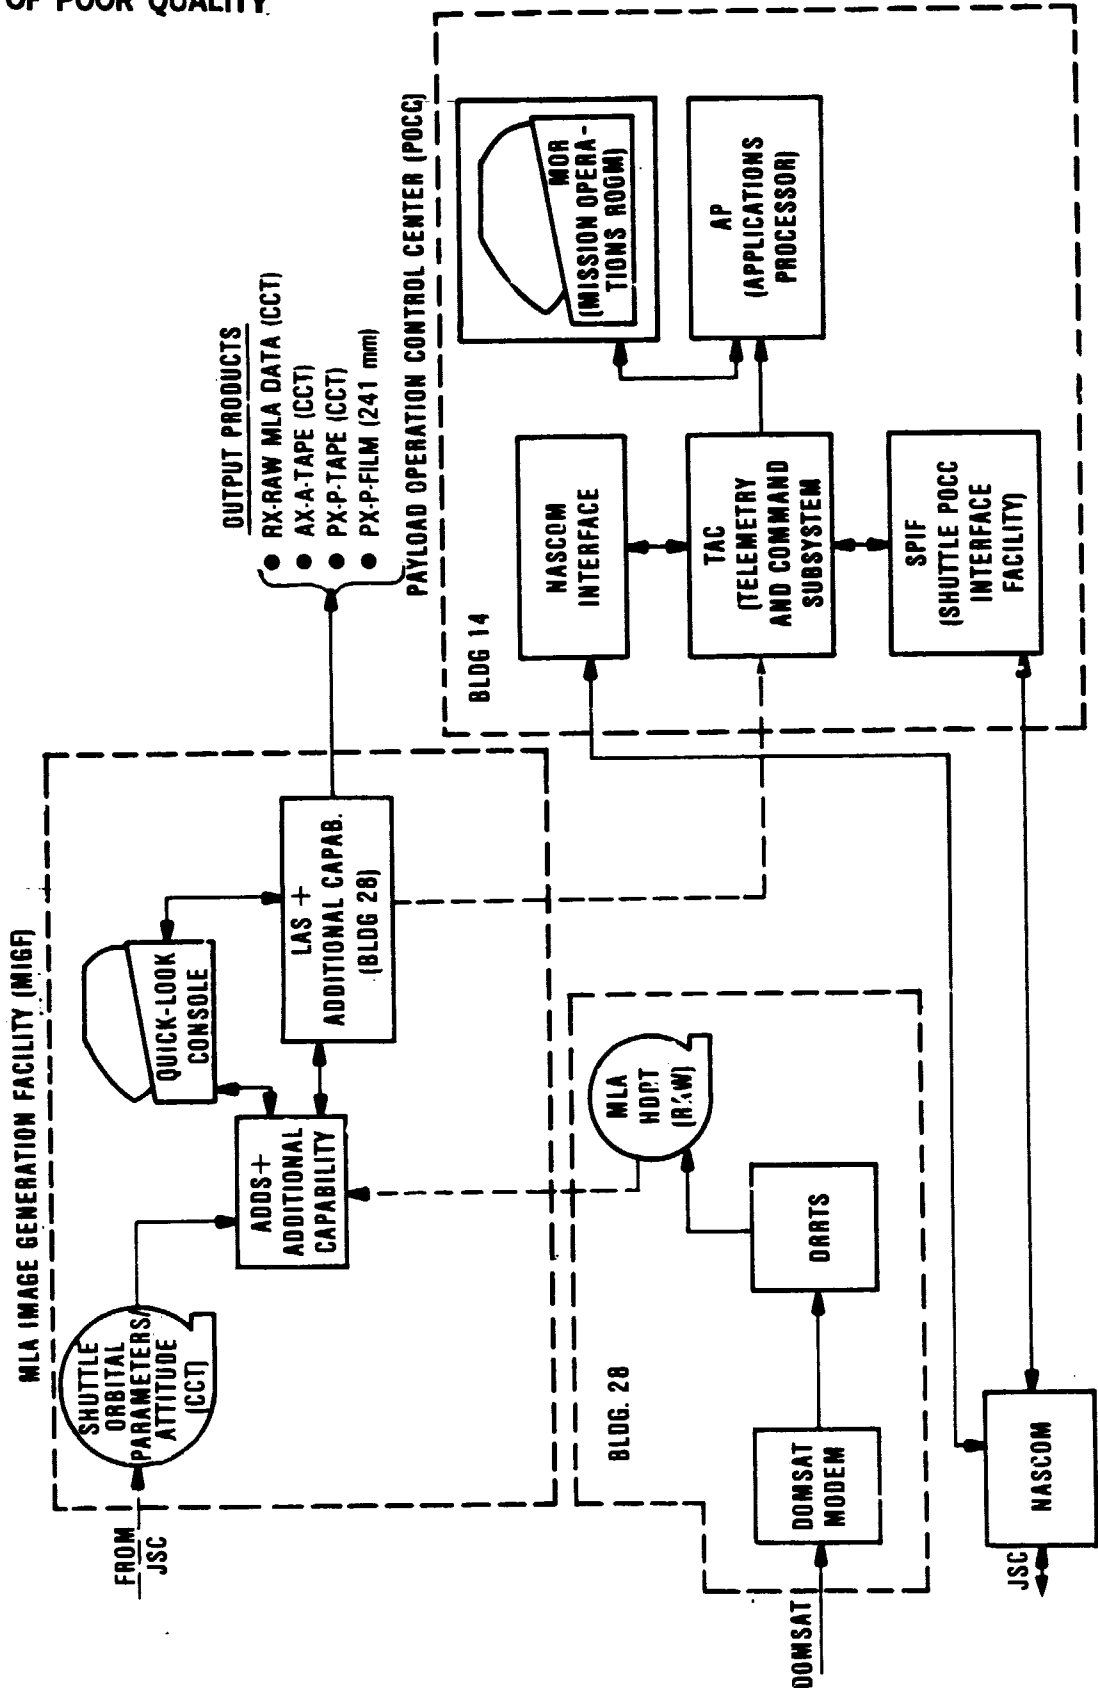 OF POOR QUALITY
MLA IMAGE GENERATION FACILITY (MIGF)
FROM
JSC
SHUTTLE
ORBITAL
PARAMETERS/
ATTITUDE
(CCT)
ADDS+
ADDITIONAL
CAPABILITY
QUICK-LOOK
CONSOLE
LAS +
ADDITIONAL CAPAB.
(BLDG 28)
OUTPUT PRODUCTS
● RX-RAW MLA DATA (CCT)
● AX-A-TAPE (CCT)
● PX-P-TAPE (CCT)
● PX-P-FILM (241 mm)
BLDG. 28
DOMSAT
DOMSAT
MODEM
DRRTS
MLA
HDRT
(RAW)
PAYLOAD OPERATION CONTROL CENTER (POCC)
BLDG 14
NASCOM
INTERFACE
MOR
(MISSION OPERA-
TIONS ROOM)
TAC
(TELEMETRY
AND COMMAND
SUBSYSTEM
AP
(APPLICATIONS
PROCESSOR)
SPIF
(SHUTTLE POCC
INTERFACE
FACILITY)
JSC
NASCOM